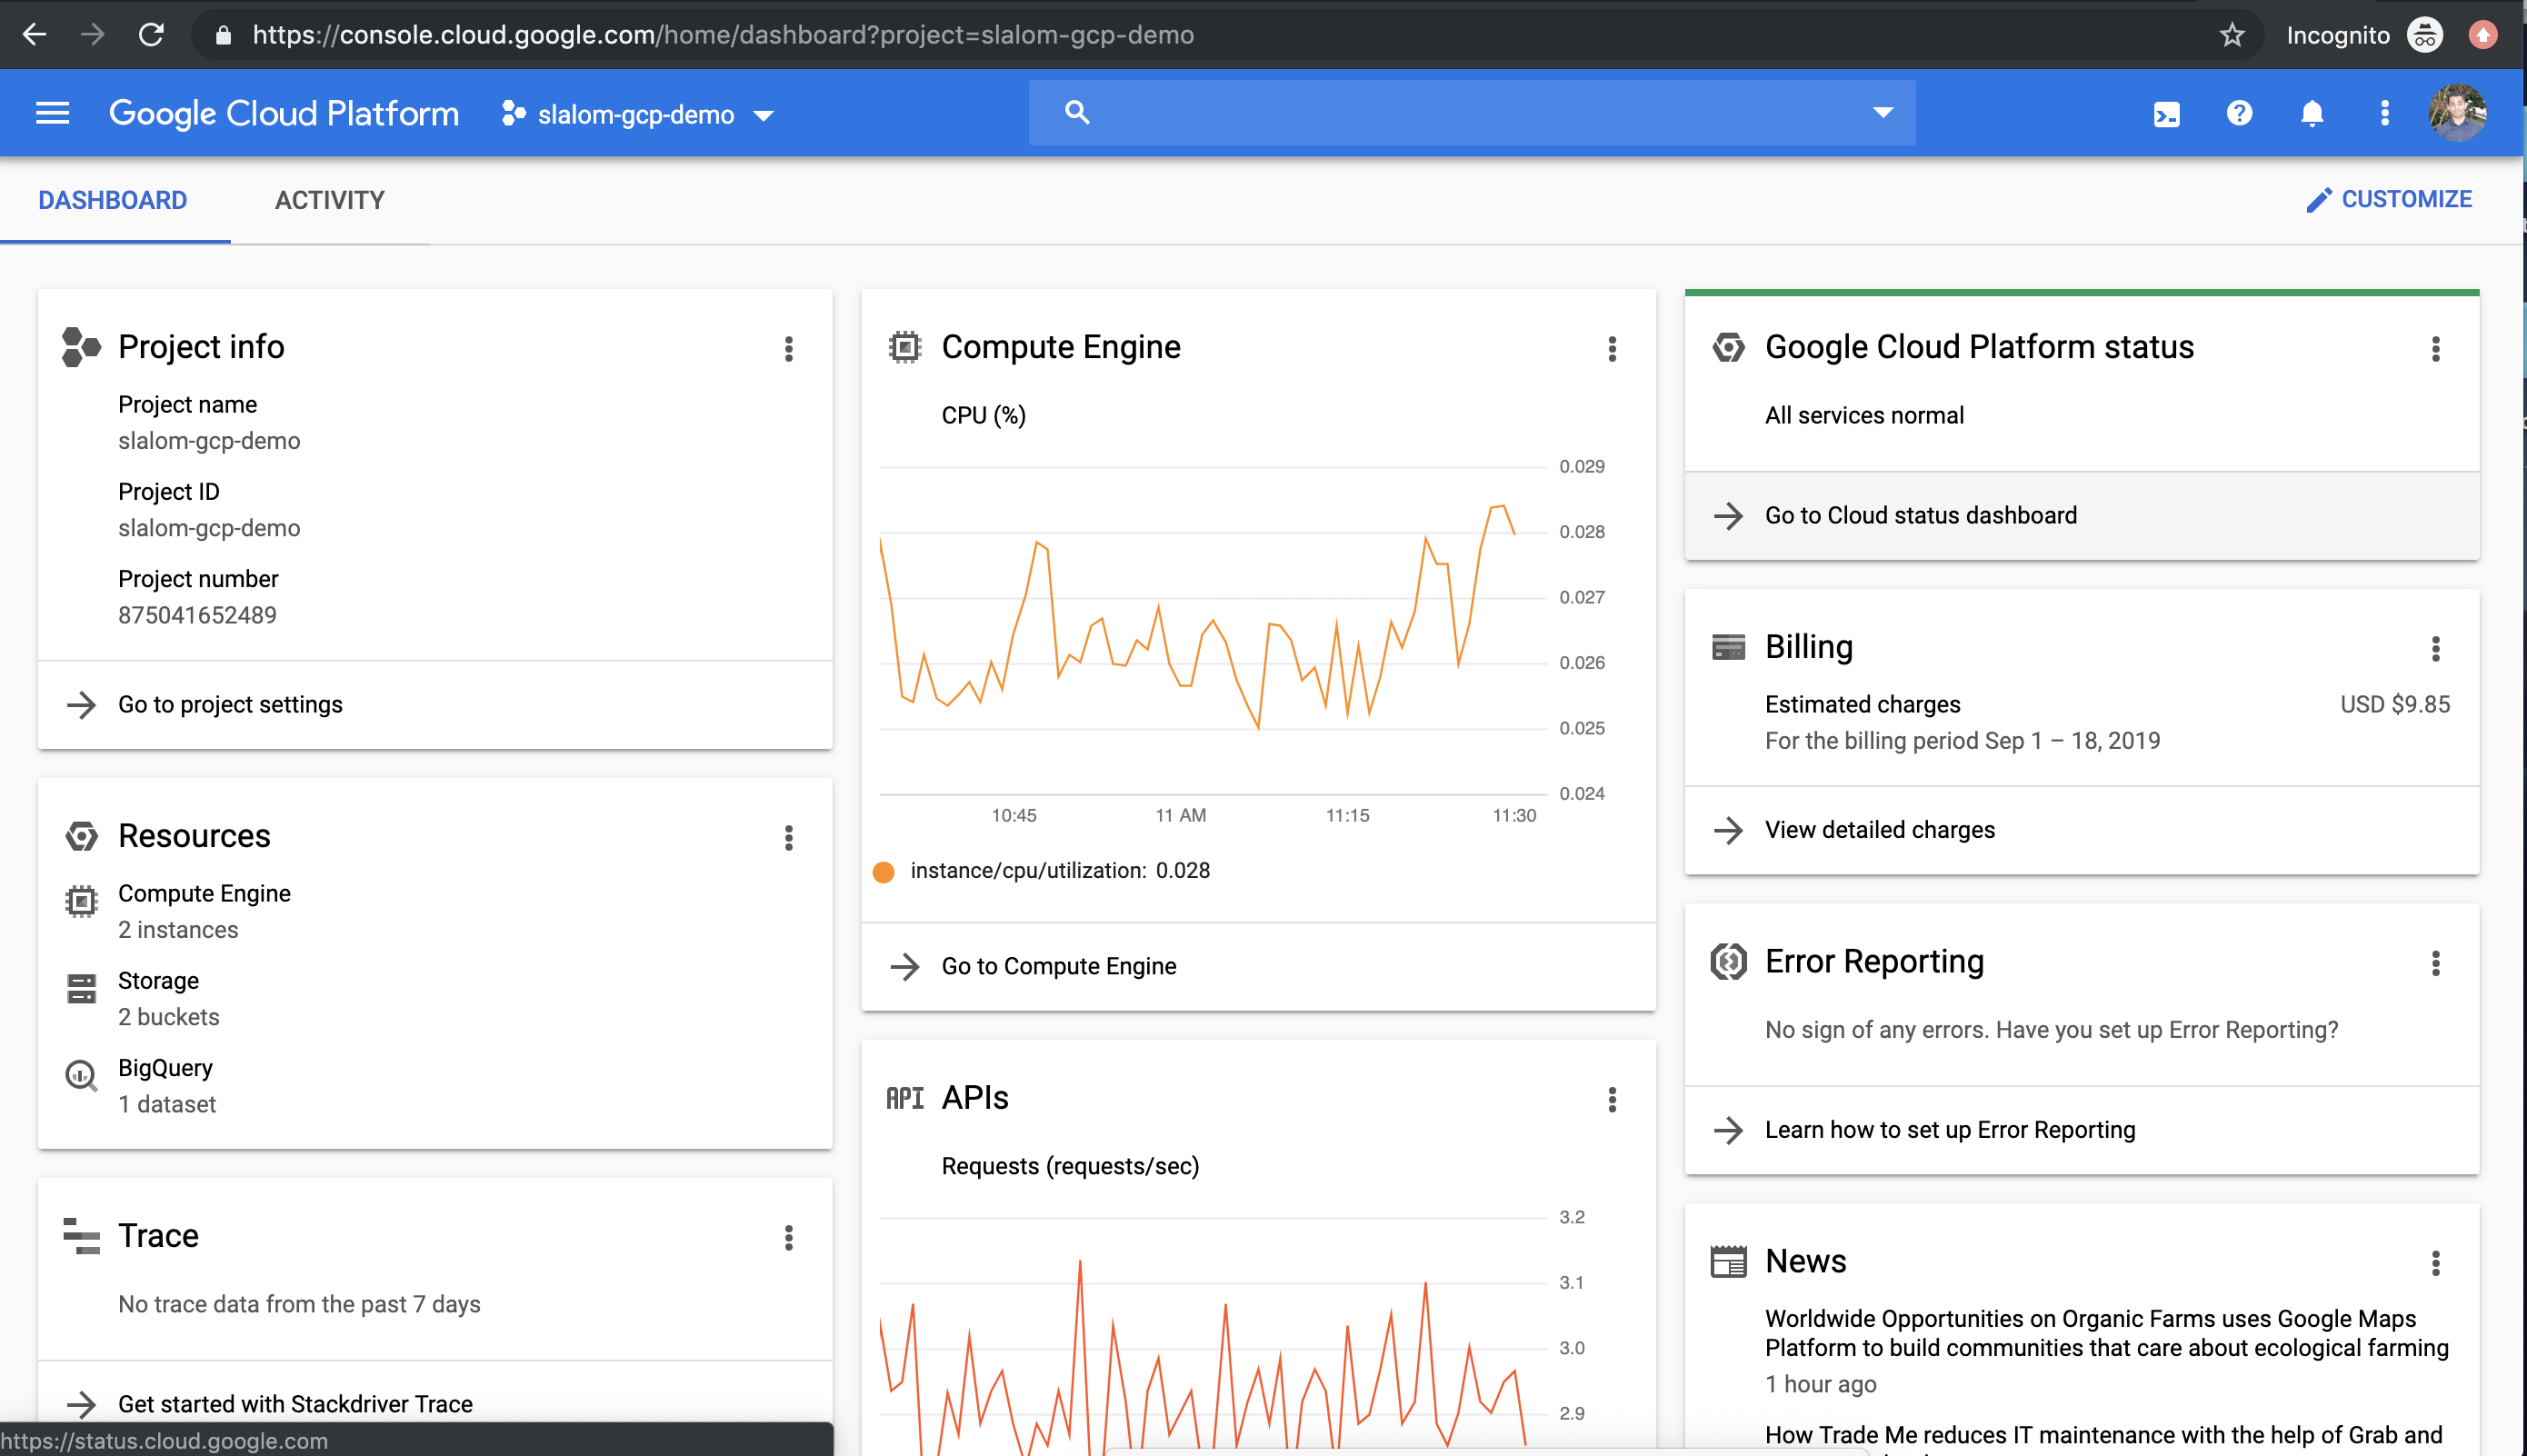 https://console.cloud.google.com/home/dashboard?project=slalom-gcp-demo
Incognito
Google Cloud Platform
slalom-gcp-demo
DASHBOARD
ACTIVITY
CUSTOMIZE
Project info
Project name
slalom-gcp-demo
Project ID
slalom-gcp-demo
Project number
875041652489
Go to project settings
Resources
Compute Engine
2 instances
Storage
2 buckets
BigQuery
1 dataset
Trace
No trace data from the past 7 days
Get started with Stackdriver Trace
https://status.cloud.google.com
Compute Engine
CPU (%)
0.029
0.028
0.027
0.026
0.025
0.024
10:45 11 AM 11:15 11:30
instance/cpu/utilization: 0.028
Go to Compute Engine
API APIs
Requests (requests/sec)
3.2
3.1
3.0
2.9
Google Cloud Platform status
All services normal
Go to Cloud status dashboard
Billing
Estimated charges USD $9.85
For the billing period Sep 1 – 18, 2019
View detailed charges
Error Reporting
No sign of any errors. Have you set up Error Reporting?
Learn how to set up Error Reporting
News
Worldwide Opportunities on Organic Farms uses Google Maps
Platform to build communities that care about ecological farming
1 hour ago
How Trade Me reduces IT maintenance with the help of Grab and